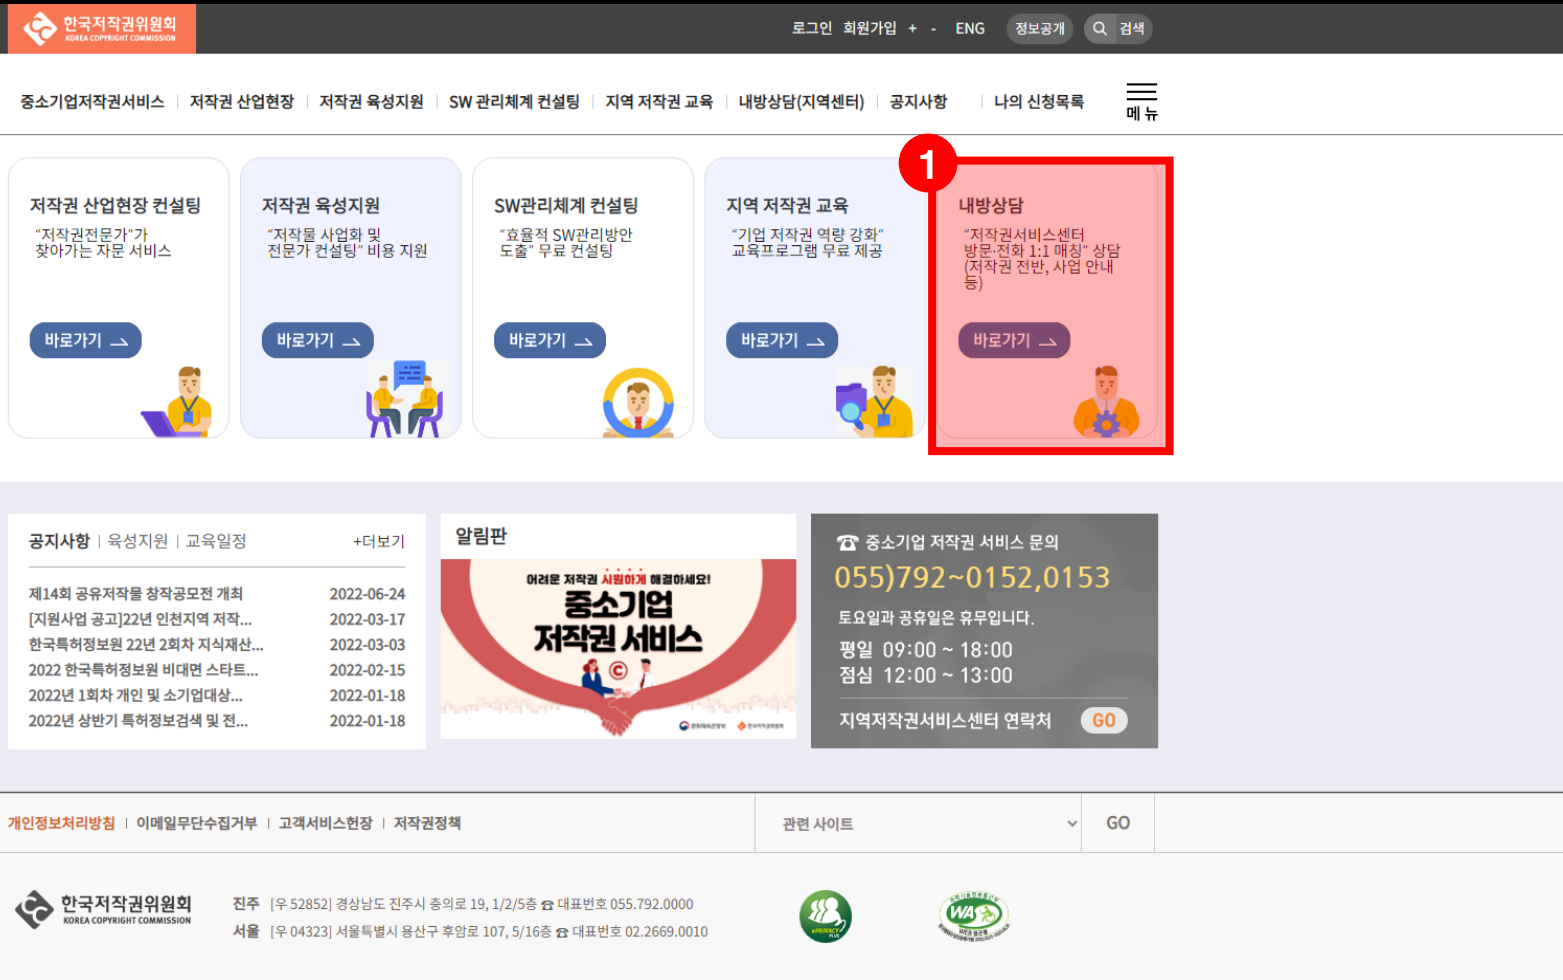 한국저작권위원회
KOREA COPYRIGHT COMMISSION
로그인 회원가입 + - ENG 정보공개 검색
중소기업저작권서비스 저작권 산업현장 저작권 육성지원 SW 관리체계 컨설팅 지역 저작권 교육 내방상담(지역센터) 공지사항 나의 신청목록 메뉴
1
저작권 산업현장 컨설팅
"저작권전문가"가
찾아가는 자문 서비스
바로가기
저작권 육성지원
"저작물 사업화 및
전문가 컨설팅" 비용 지원
바로가기
SW관리체계 컨설팅
"효율적 SW관리방안
도출" 무료 컨설팅
바로가기
지역 저작권 교육
"기업 저작권 역량 강화"
교육프로그램 무료 제공
바로가기
내방상담
"저작권서비스센터
방문·전화 1:1 매칭" 상담
(저작권 전반, 사업 안내
등)
바로가기
공지사항 육성지원 교육일정 +더보기
제14회 공유저작물 창작공모전 개최 2022-06-24
[지원사업 공고]22년 인천지역 저작... 2022-03-17
한국특허정보원 22년 2회차 지식재산... 2022-03-03
2022 한국특허정보원 비대면 스타트... 2022-02-15
2022년 1회차 개인 및 소기업대상... 2022-01-18
2022년 상반기 특허정보검색 및 전... 2022-01-18
알림판
어려운 저작권 시원하게 해결하세요!
중소기업
저작권 서비스
문화체육관광부 한국저작권위원회
중소기업 저작권 서비스 문의
055)792~0152,0153
토요일과 공휴일은 휴무입니다.
평일 09:00 ~ 18:00
점심 12:00 ~ 13:00
지역저작권서비스센터 연락처 GO
개인정보처리방침 이메일무단수집거부 고객서비스헌장 저작권정책
관련 사이트 GO
한국저작권위원회
KOREA COPYRIGHT COMMISSION
진주 [우 52852] 경상남도 진주시 충의로 19, 1/2/5층 ☎ 대표번호 055.792.0000
서울 [우 04323] 서울특별시 용산구 후암로 107, 5/16층 ☎ 대표번호 02.2669.0010
ePRIVACY
PLUS
WA
WEB 접근성